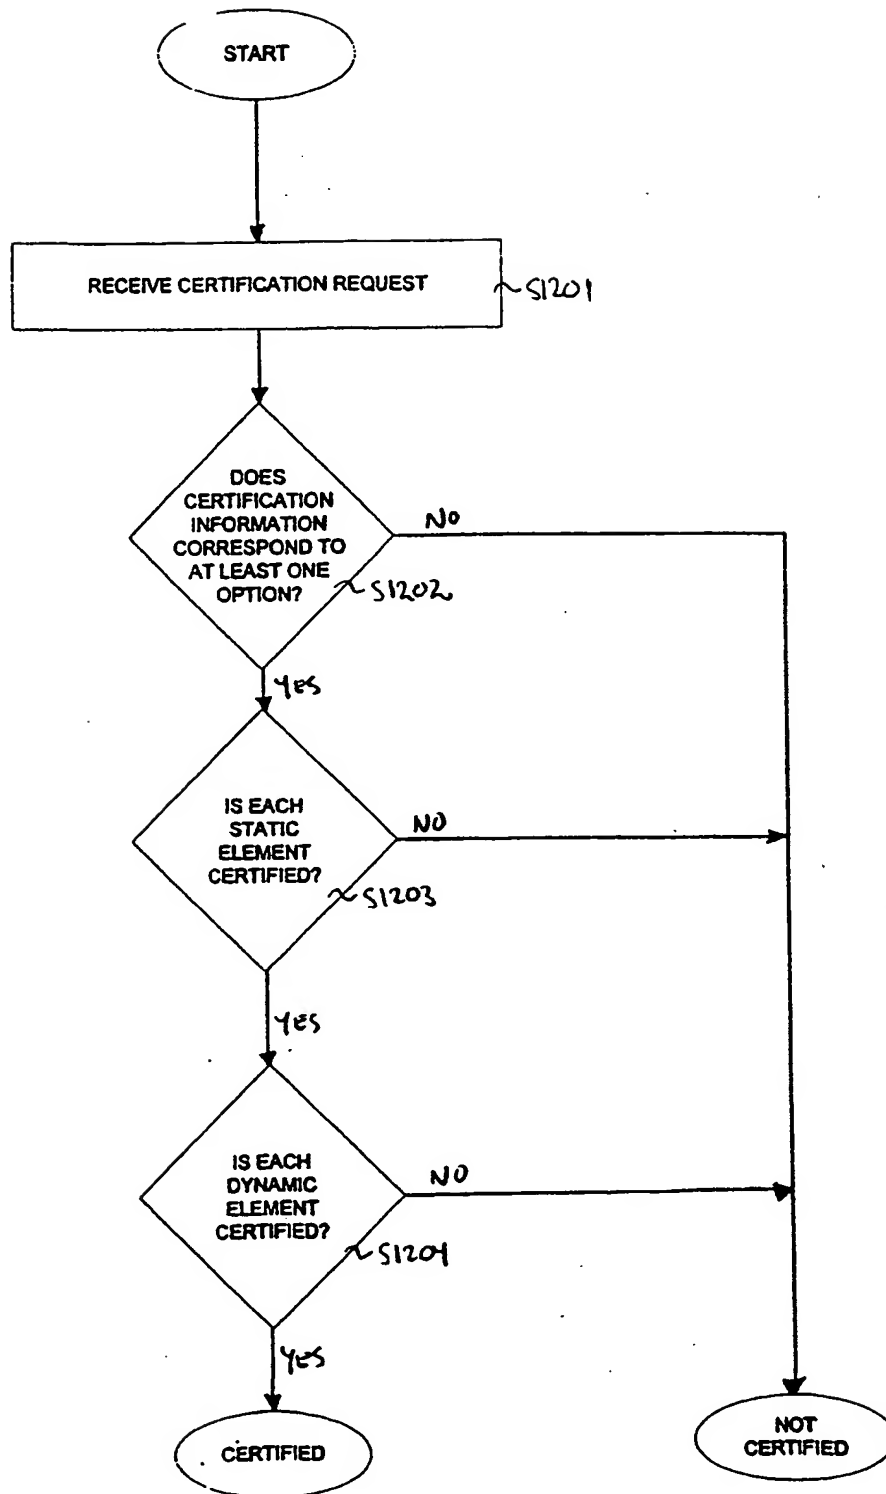 START
RECEIVE CERTIFICATION REQUEST
~S1201
DOES
CERTIFICATION
INFORMATION
CORRESPOND TO
AT LEAST ONE
OPTION?
NO
~S1202
YES
IS EACH
STATIC
ELEMENT
CERTIFIED?
NO
~S1203
YES
IS EACH
DYNAMIC
ELEMENT
CERTIFIED?
NO
~S1204
YES
CERTIFIED
NOT
CERTIFIED